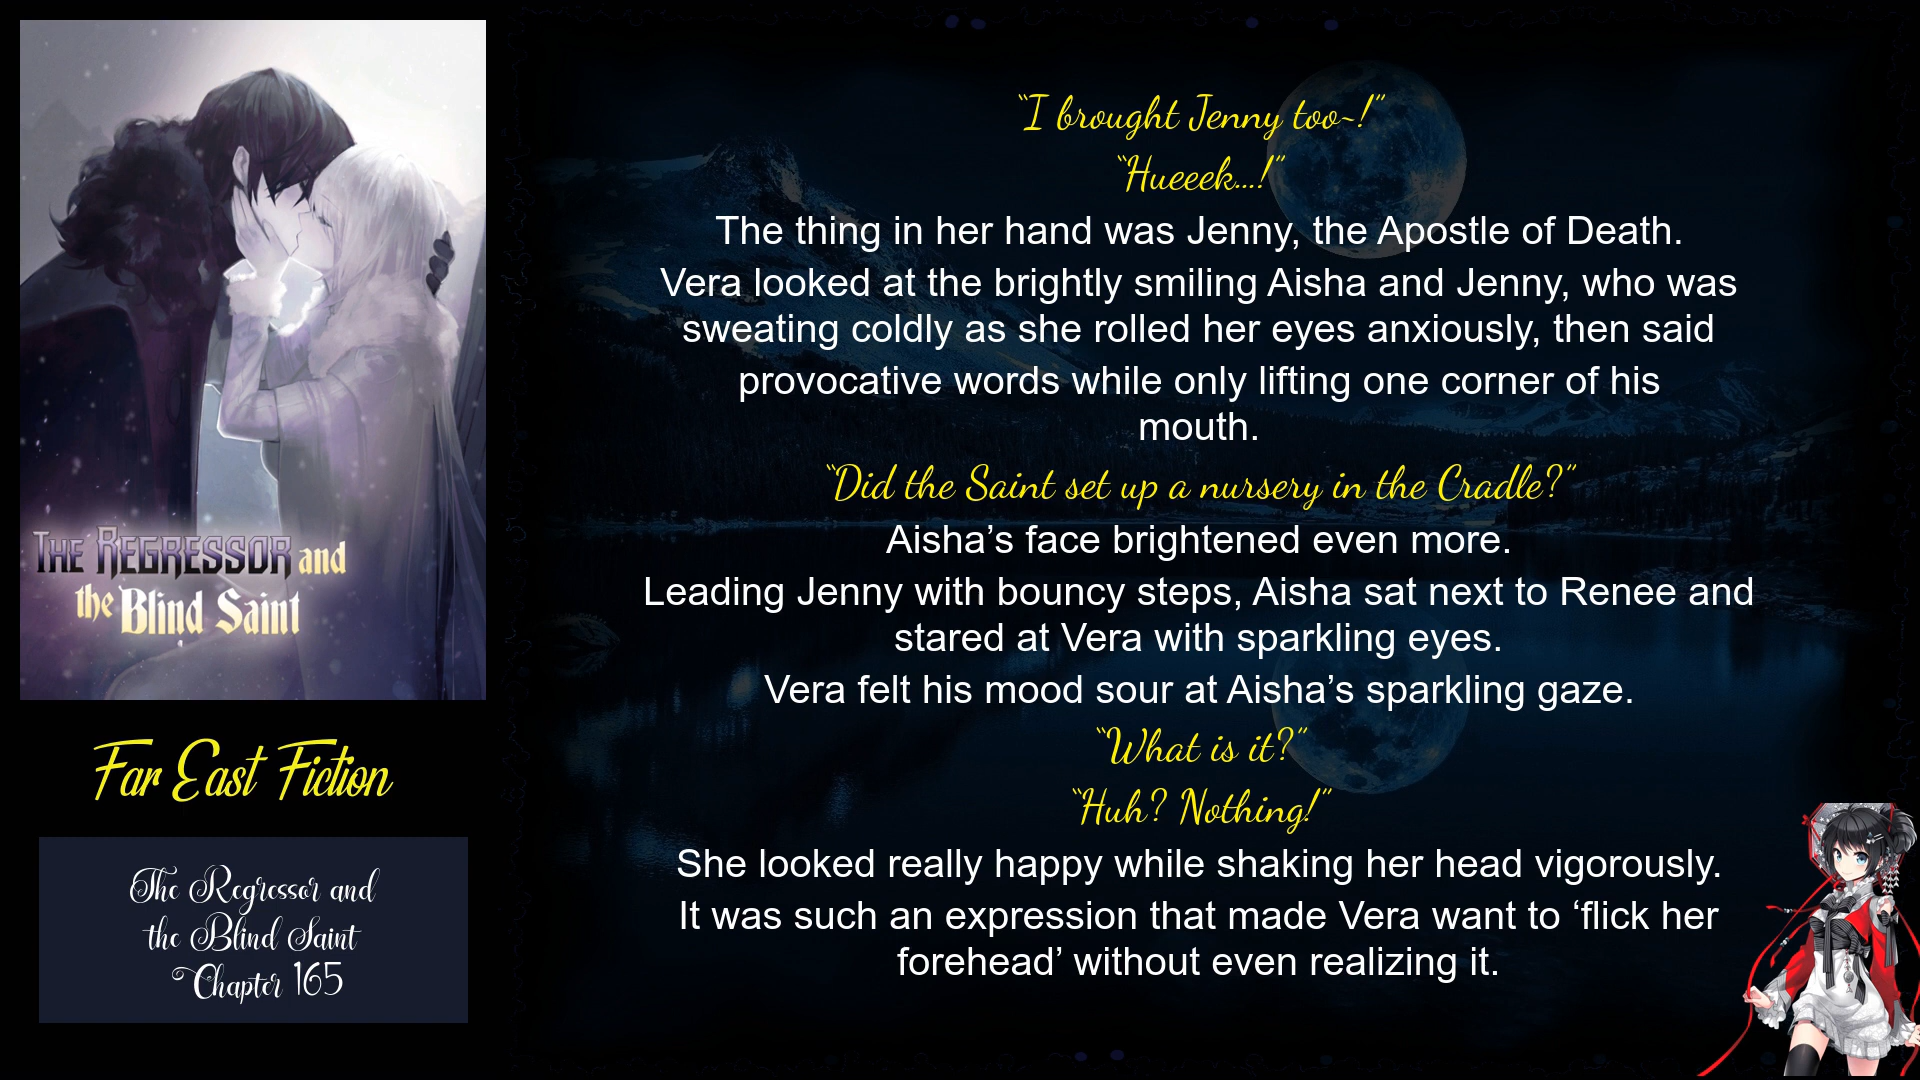 THE REGRESSOR and
the Blind Saint
Far East Fiction
The Regressor and
the Blind Saint
Chapter 165
“I brought Jenny too~!”
“Hueeek…!”
The thing in her hand was Jenny, the Apostle of Death.
Vera looked at the brightly smiling Aisha and Jenny, who was
sweating coldly as she rolled her eyes anxiously, then said
provocative words while only lifting one corner of his
mouth.
“Did the Saint set up a nursery in the Cradle?”
Aisha’s face brightened even more.
Leading Jenny with bouncy steps, Aisha sat next to Renee and
stared at Vera with sparkling eyes.
Vera felt his mood sour at Aisha’s sparkling gaze.
“What is it?”
“Huh? Nothing!”
She looked really happy while shaking her head vigorously.
It was such an expression that made Vera want to ‘flick her
forehead’ without even realizing it.